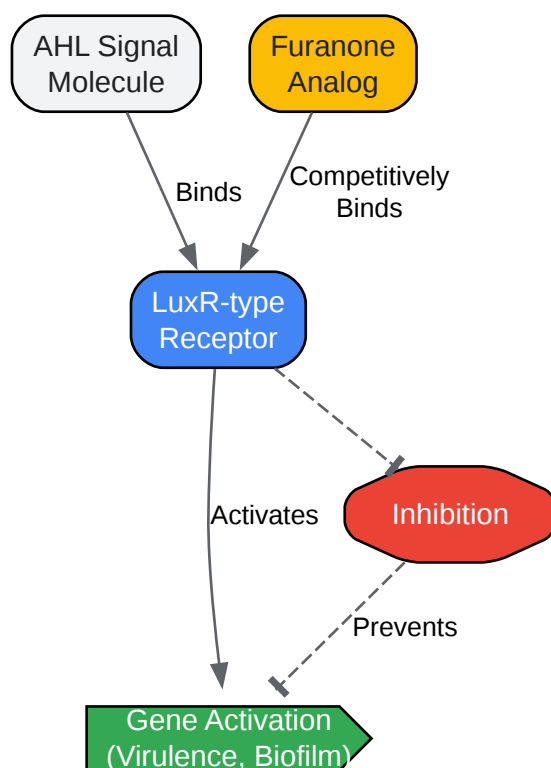 AHL Signal
Molecule
Furanone
Analog
Binds
Competitively
Binds
LuxR-type
Receptor
Activates
Inhibition
Prevents
Gene Activation
(Virulence, Biofilm)